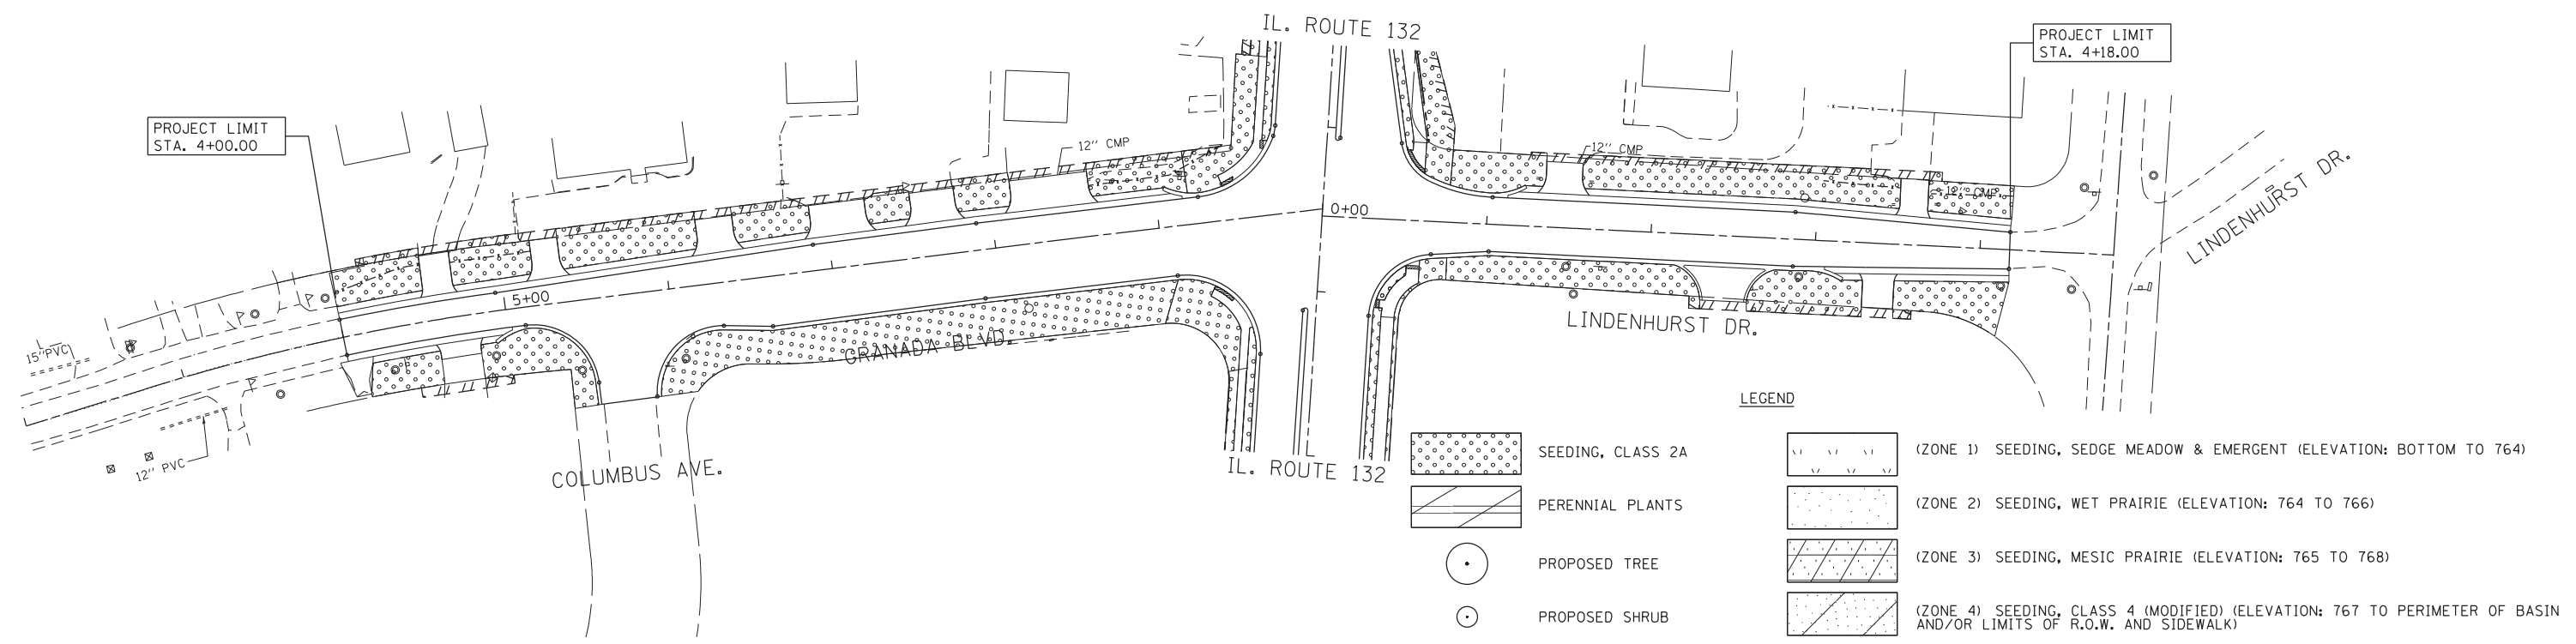 IL. ROUTE 132
PROJECT LIMIT
STA. 4+18.00
PROJECT LIMIT
STA. 4+00.00
12" CMP
12" CMP
12" CMP
LINDENHURST DR.
0+00
5+00
LINDENHURST DR.
GRANADA BLVD.
15"PVC
12" PVC
COLUMBUS AVE.
IL. ROUTE 132
LEGEND
SEEDING, CLASS 2A
PERENNIAL PLANTS
PROPOSED TREE
PROPOSED SHRUB
(ZONE 1) SEEDING, SEDGE MEADOW & EMERGENT (ELEVATION: BOTTOM TO 764)
(ZONE 2) SEEDING, WET PRAIRIE (ELEVATION: 764 TO 766)
(ZONE 3) SEEDING, MESIC PRAIRIE (ELEVATION: 765 TO 768)
(ZONE 4) SEEDING, CLASS 4 (MODIFIED) (ELEVATION: 767 TO PERIMETER OF BASIN
AND/OR LIMITS OF R.O.W. AND SIDEWALK)